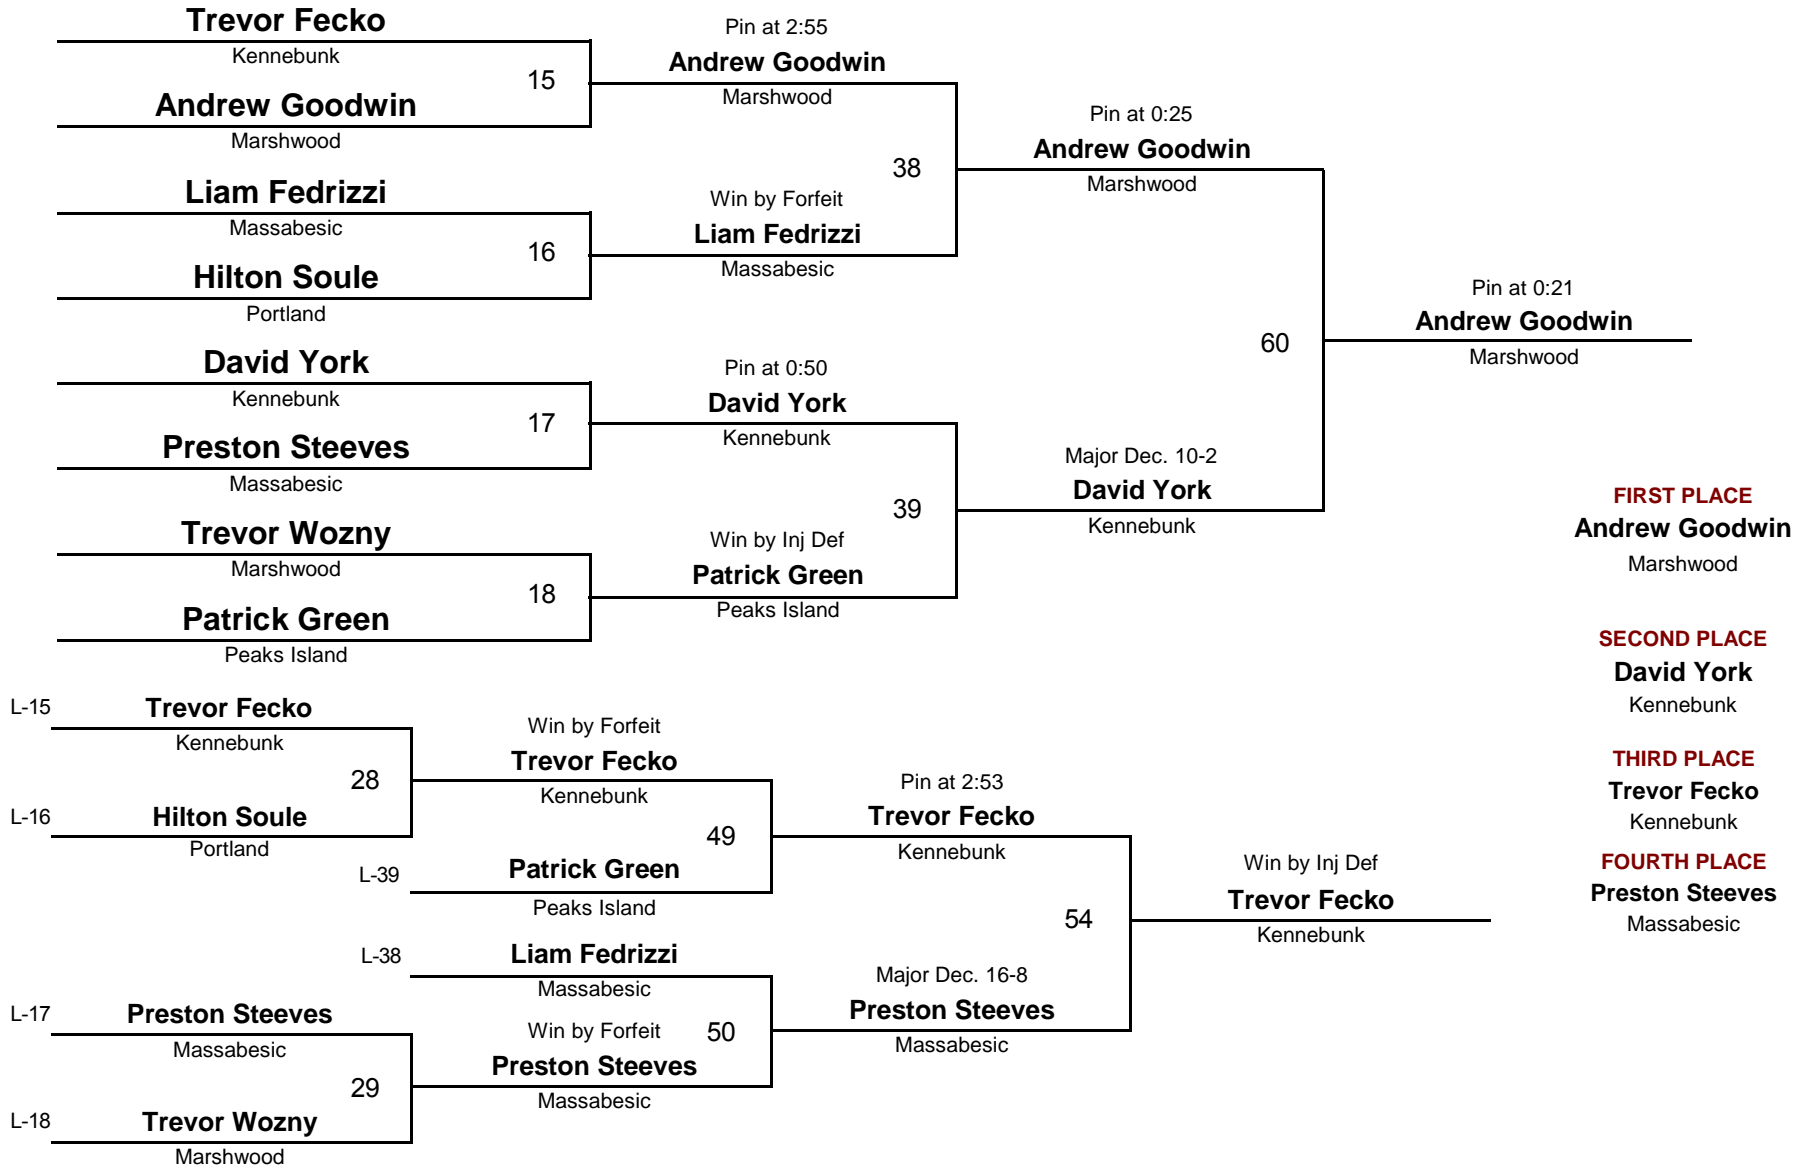 Trevor Fecko
Kennebunk
15
Andrew Goodwin
Marshwood
Liam Fedrizzi
Massabesic
16
Hilton Soule
Portland
David York
Kennebunk
17
Preston Steeves
Massabesic
Trevor Wozny
Marshwood
18
Patrick Green
Peaks Island
Pin at 2:55
Andrew Goodwin
Marshwood
38
Win by Forfeit
Liam Fedrizzi
Massabesic
Pin at 0:50
David York
Kennebunk
39
Win by Inj Def
Patrick Green
Peaks Island
Pin at 0:25
Andrew Goodwin
Marshwood
60
Major Dec. 10-2
David York
Kennebunk
Pin at 0:21
Andrew Goodwin
Marshwood
FIRST PLACE
Andrew Goodwin
Marshwood
SECOND PLACE
David York
Kennebunk
THIRD PLACE
Trevor Fecko
Kennebunk
FOURTH PLACE
Preston Steeves
Massabesic
L-15
Trevor Fecko
Kennebunk
28
L-16
Hilton Soule
Portland
Win by Forfeit
Trevor Fecko
Kennebunk
49
L-39
Patrick Green
Peaks Island
L-38
Liam Fedrizzi
Massabesic
L-17
Preston Steeves
Massabesic
29
L-18
Trevor Wozny
Marshwood
Win by Forfeit
50
Preston Steeves
Massabesic
Pin at 2:53
Trevor Fecko
Kennebunk
54
Major Dec. 16-8
Preston Steeves
Massabesic
Win by Inj Def
Trevor Fecko
Kennebunk